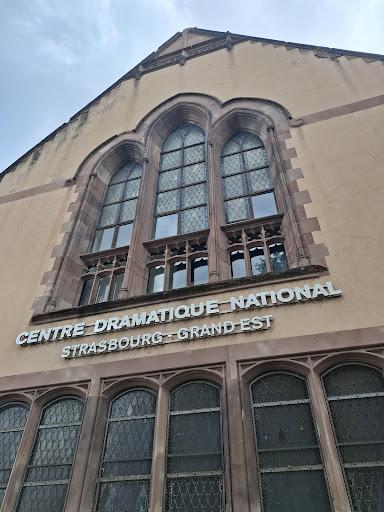 CENTRE DRAMATIQUE NATIONAL
STRASBOURG - GRAND EST